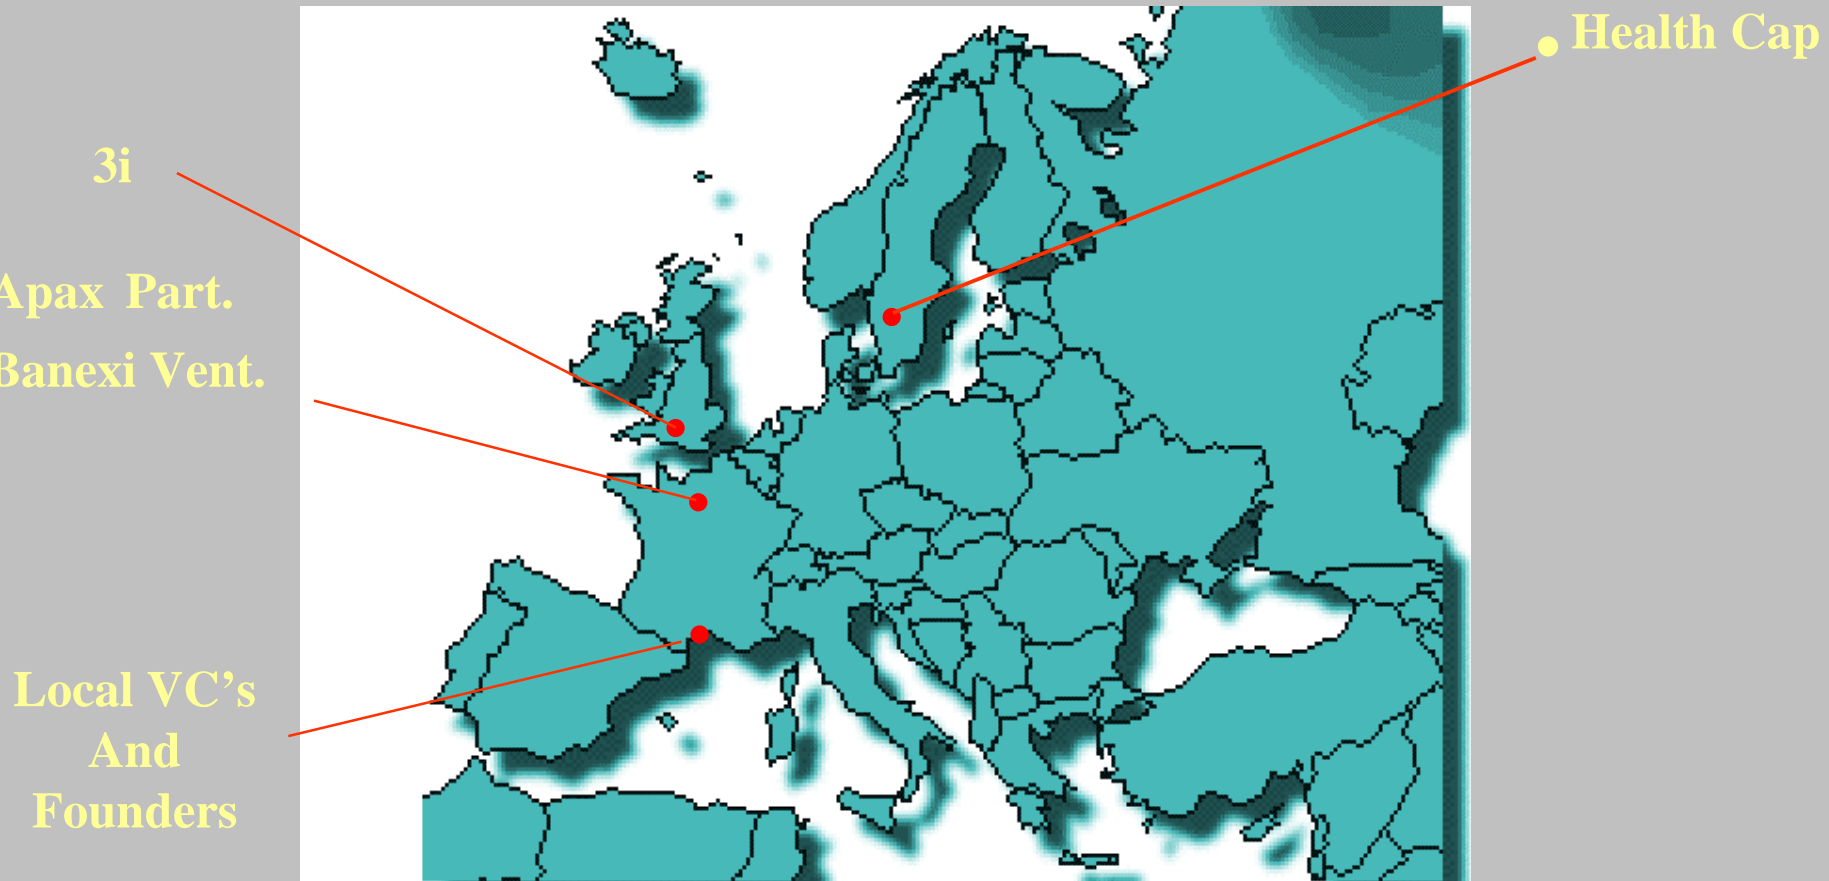 Health Cap
3i
Apax Part.
Banexi Vent.
Local VC’s
And
Founders